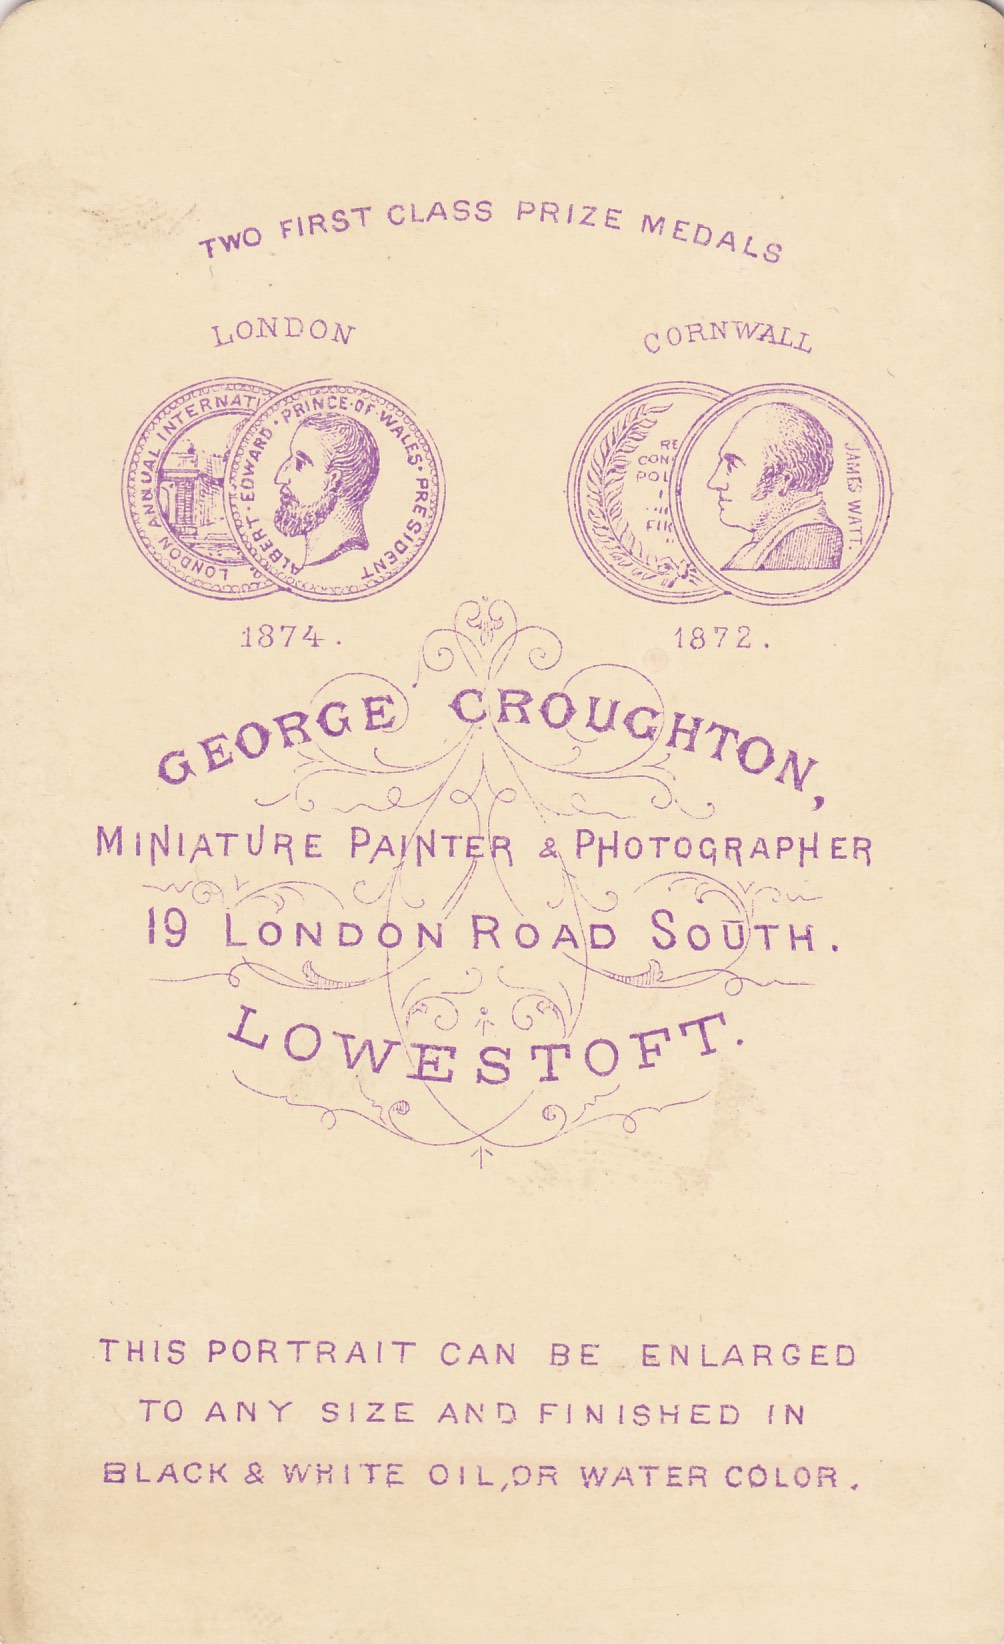 TWO FIRST CLASS PRIZE MEDALS
LONDON
CORNWALL
LONDON ANNUAL INTERNATI
ALBERT · EDWARD · PRINCE · OF · WALES · PRESIDENT
CON
POL
JAMES WATT.
1874.
1872.
GEORGE CROUGHTON,
MINIATURE PAINTER & PHOTOGRAPHER
19 LONDON ROAD SOUTH.
LOWESTOFT.
THIS PORTRAIT CAN BE ENLARGED
TO ANY SIZE AND FINISHED IN
BLACK & WHITE OIL, OR WATER COLOR.